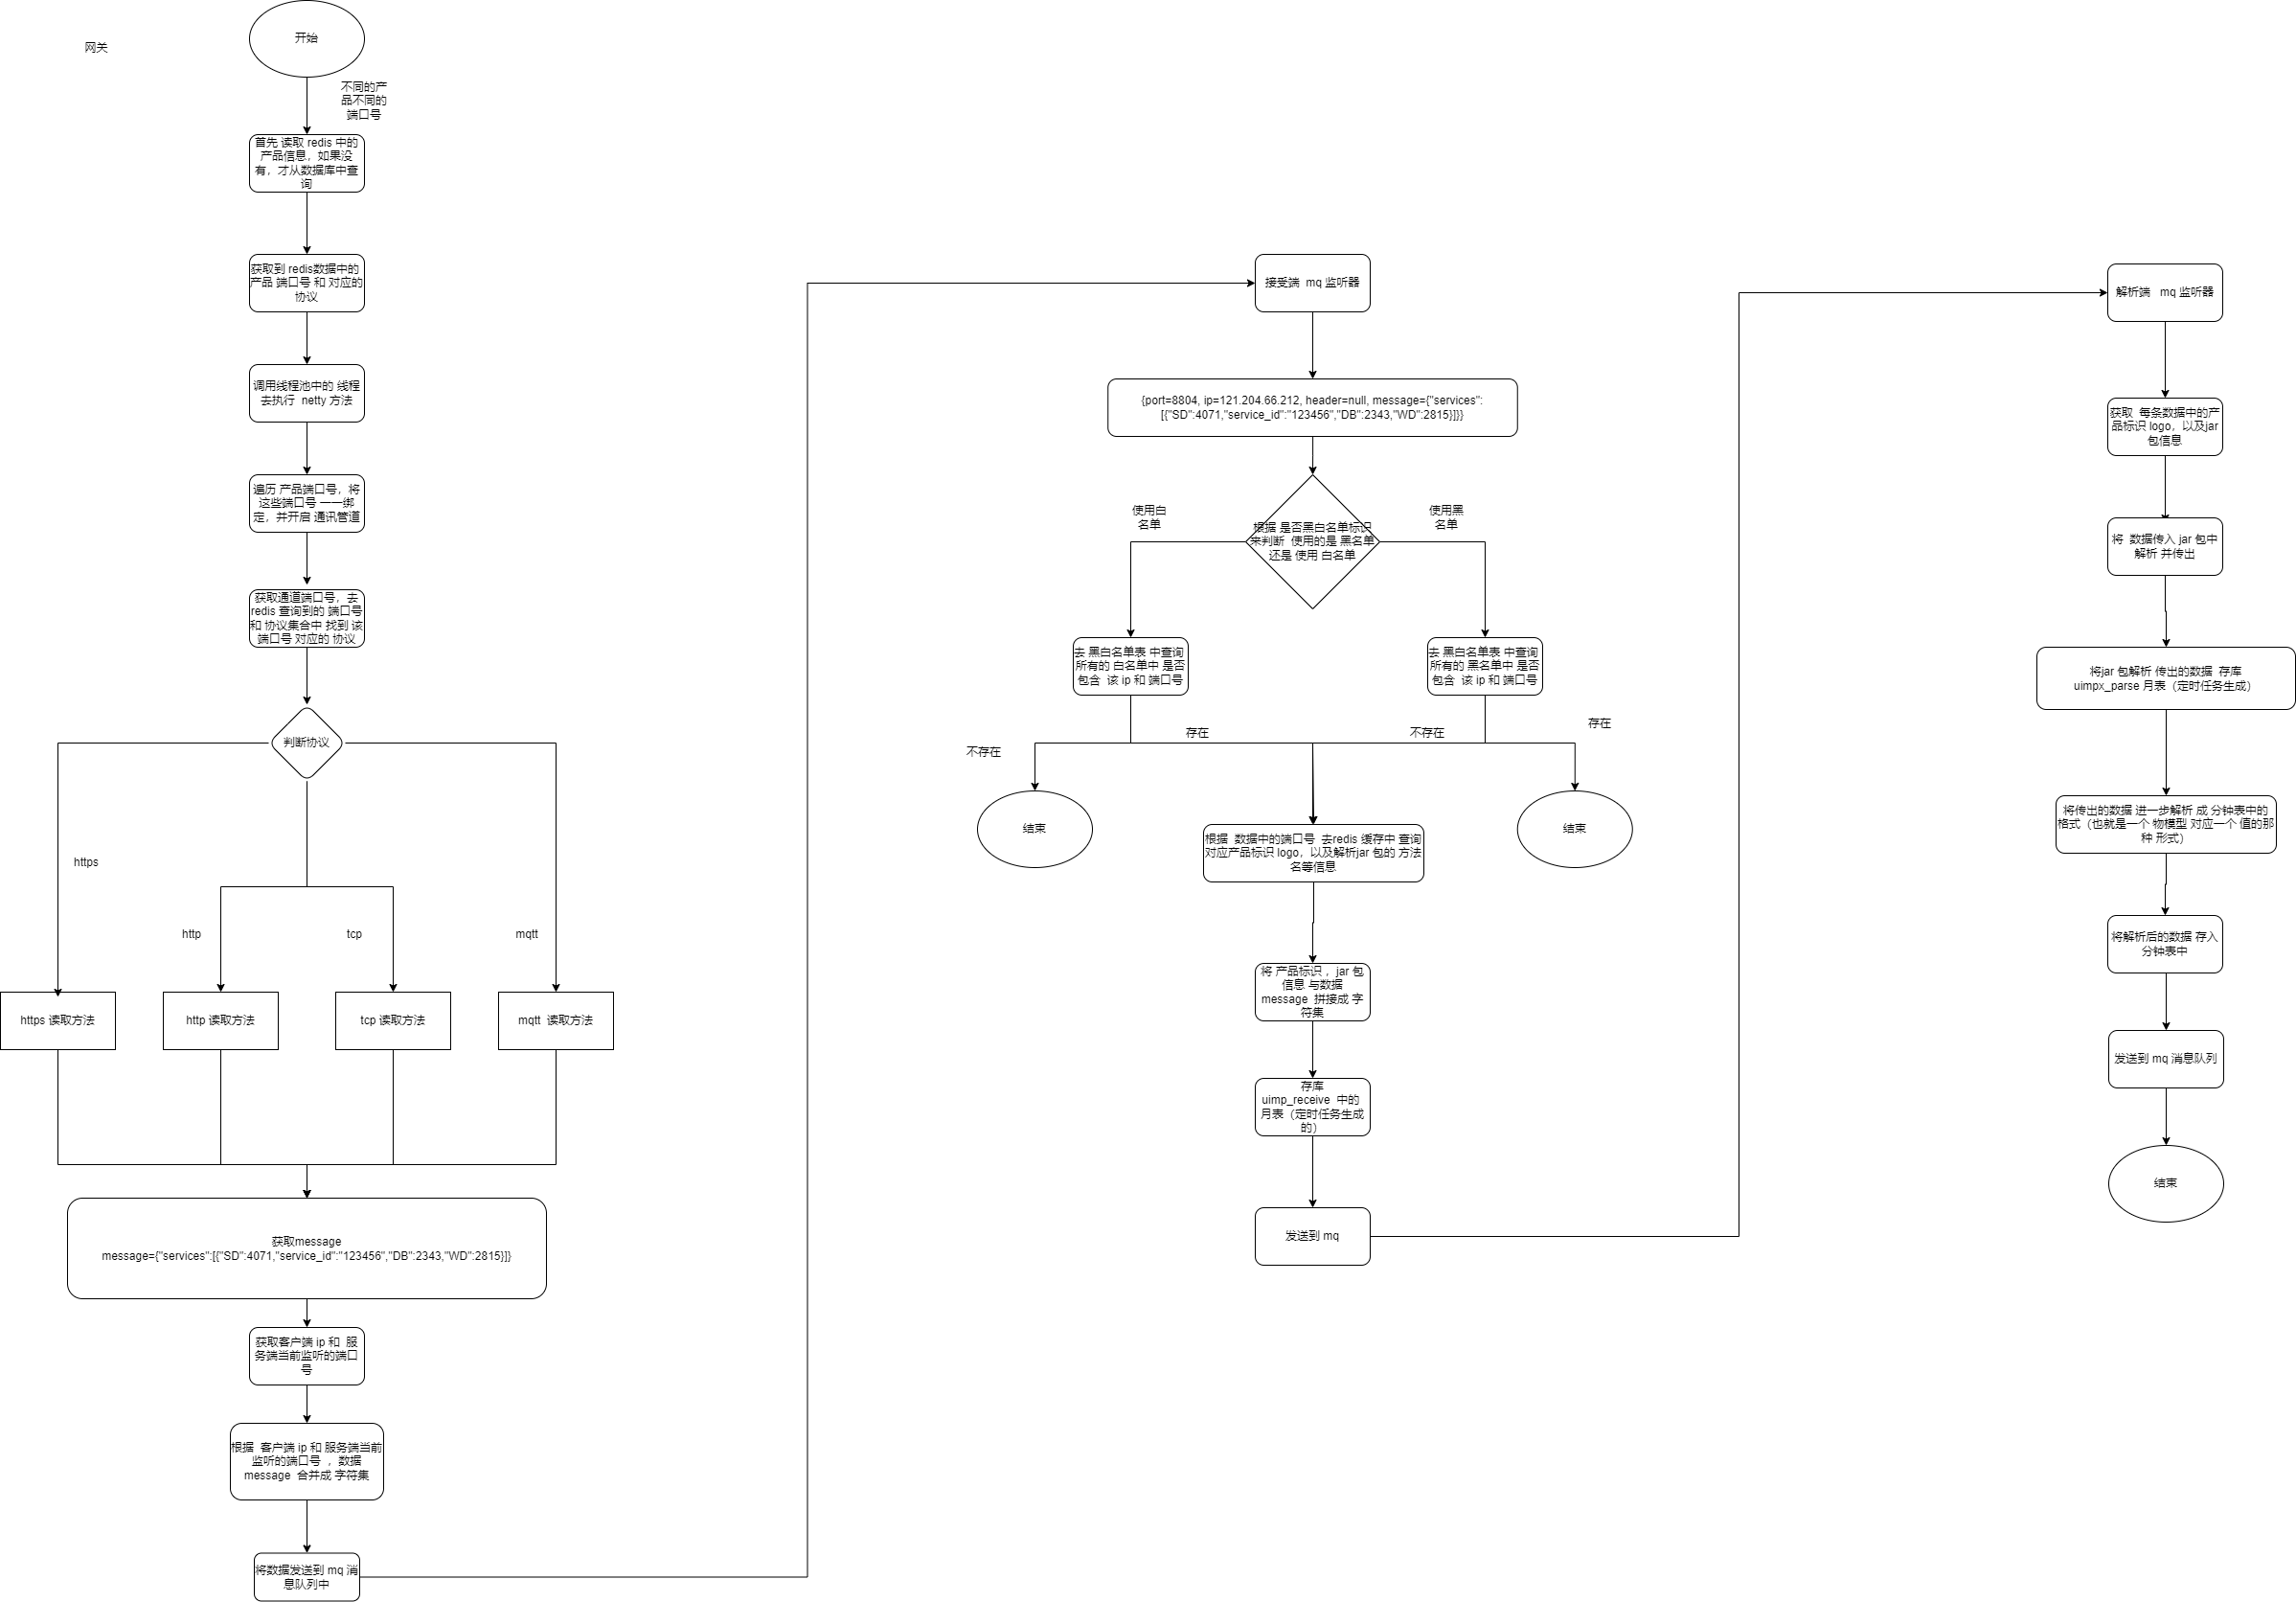 网关
开始
不同的产
品不同的
端口号
首先 读取 redis 中的
产品信息，如果没
有，才从数据库中查
询
获取到 redis数据中的
产品 端口号 和 对应的
协议
调用线程池中的 线程
去执行 netty 方法
遍历 产品端口号，将
这些端口号 一一绑
定，并开启 通讯管道
获取通道端口号，去
redis 查询到的 端口号
和 协议集合中 找到 该
端口号 对应的 协议
判断协议
https
http
tcp
mqtt
https 读取方法
http 读取方法
tcp 读取方法
mqtt 读取方法
获取message
message={"services":[{"SD":4071,"service_id":"123456","DB":2343,"WD":2815}]}
获取客户端 ip 和 服
务端当前监听的端口
号
根据 客户端 ip 和 服务端当前
监听的端口号 ，数据
message 合并成 字符集
将数据发送到 mq 消
息队列中
接受端 mq 监听器
{port=8804, ip=121.204.66.212, header=null, message={"services":
[{"SD":4071,"service_id":"123456","DB":2343,"WD":2815}]}}
使用白
名单
根据 是否黑白名单标识
来判断 使用的是 黑名单
还是 使用 白名单
使用黑
名单
去 黑白名单表 中查询
所有的 白名单中 是否
包含 该 ip 和 端口号
去 黑白名单表 中查询
所有的 黑名单中 是否
包含 该 ip 和 端口号
不存在
存在
不存在
存在
结束
结束
根据 数据中的端口号 去redis 缓存中 查询
对应产品标识 logo，以及解析jar 包的 方法
名等信息
将 产品标识 ，jar 包
信息 与数据
message 拼接成 字
符集
存库
uimp_receive 中的
月表（定时任务生成
的）
发送到 mq
解析端 mq 监听器
获取 每条数据中的产
品标识 logo，以及jar
包信息
将 数据传入 jar 包中
解析 并传出
将jar 包解析 传出的数据 存库
uimpx_parse 月表（定时任务生成）
将传出的数据 进一步解析 成 分钟表中的
格式（也就是一个 物模型 对应一个 值的那
种 形式）
将解析后的数据 存入
分钟表中
发送到 mq 消息队列
结束